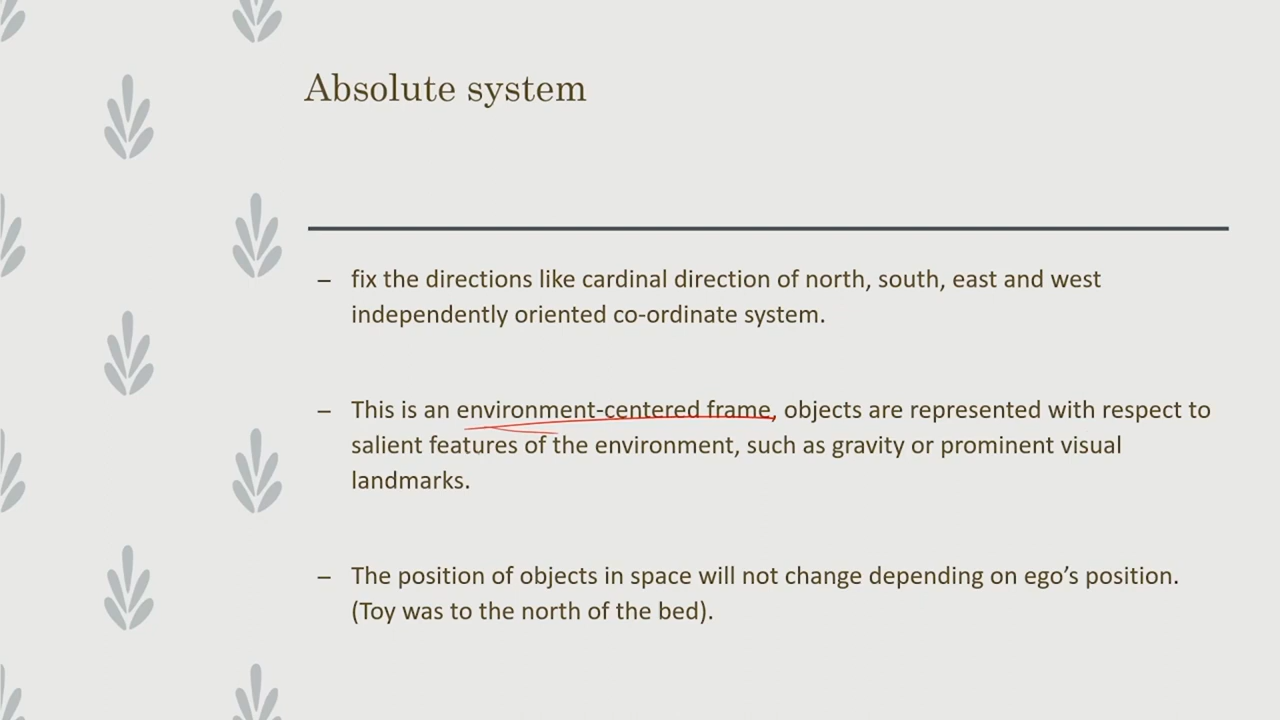 Absolute system
– fix the directions like cardinal direction of north, south, east and west
independently oriented co-ordinate system.
– This is an environment-centered frame, objects are represented with respect to
salient features of the environment, such as gravity or prominent visual
landmarks.
– The position of objects in space will not change depending on ego’s position.
(Toy was to the north of the bed).